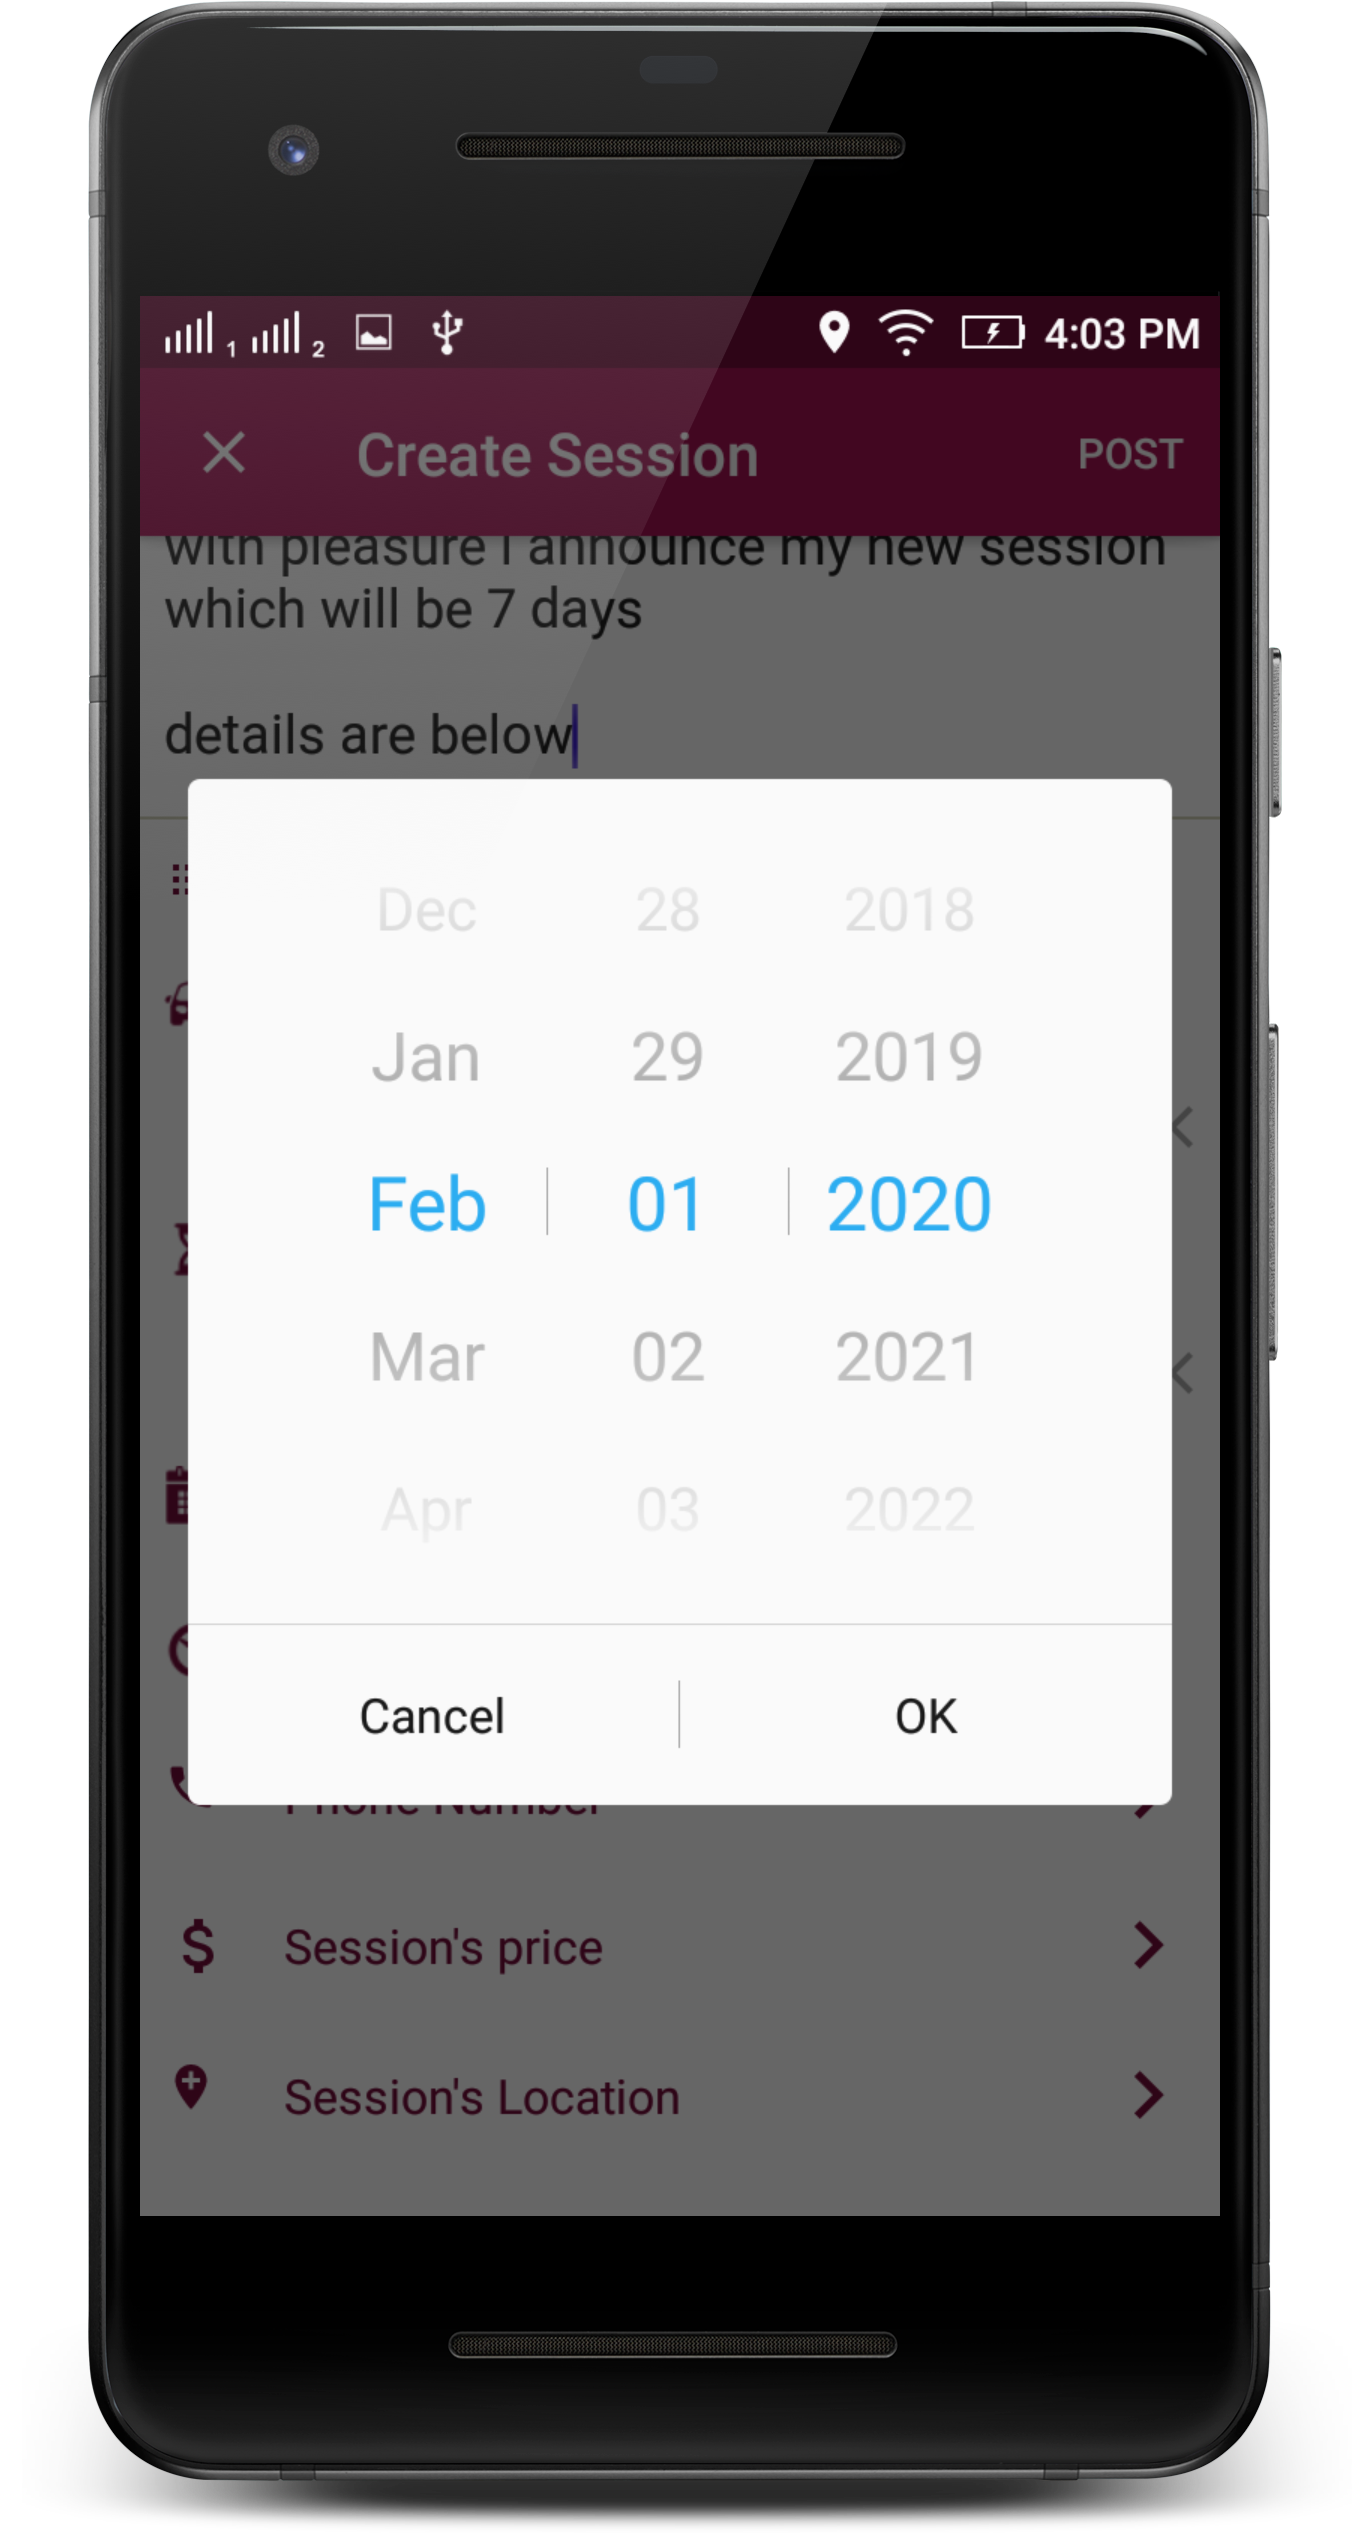 1 2 4:03 PM
Create Session POST
with pleasure I announce my new session
which will be 7 days
details are below
Dec 28 2018
Jan 29 2019
Feb 01 2020
Mar 02 2021
Apr 03 2022
Cancel OK
Phone Number
$ Session's price
Session's Location